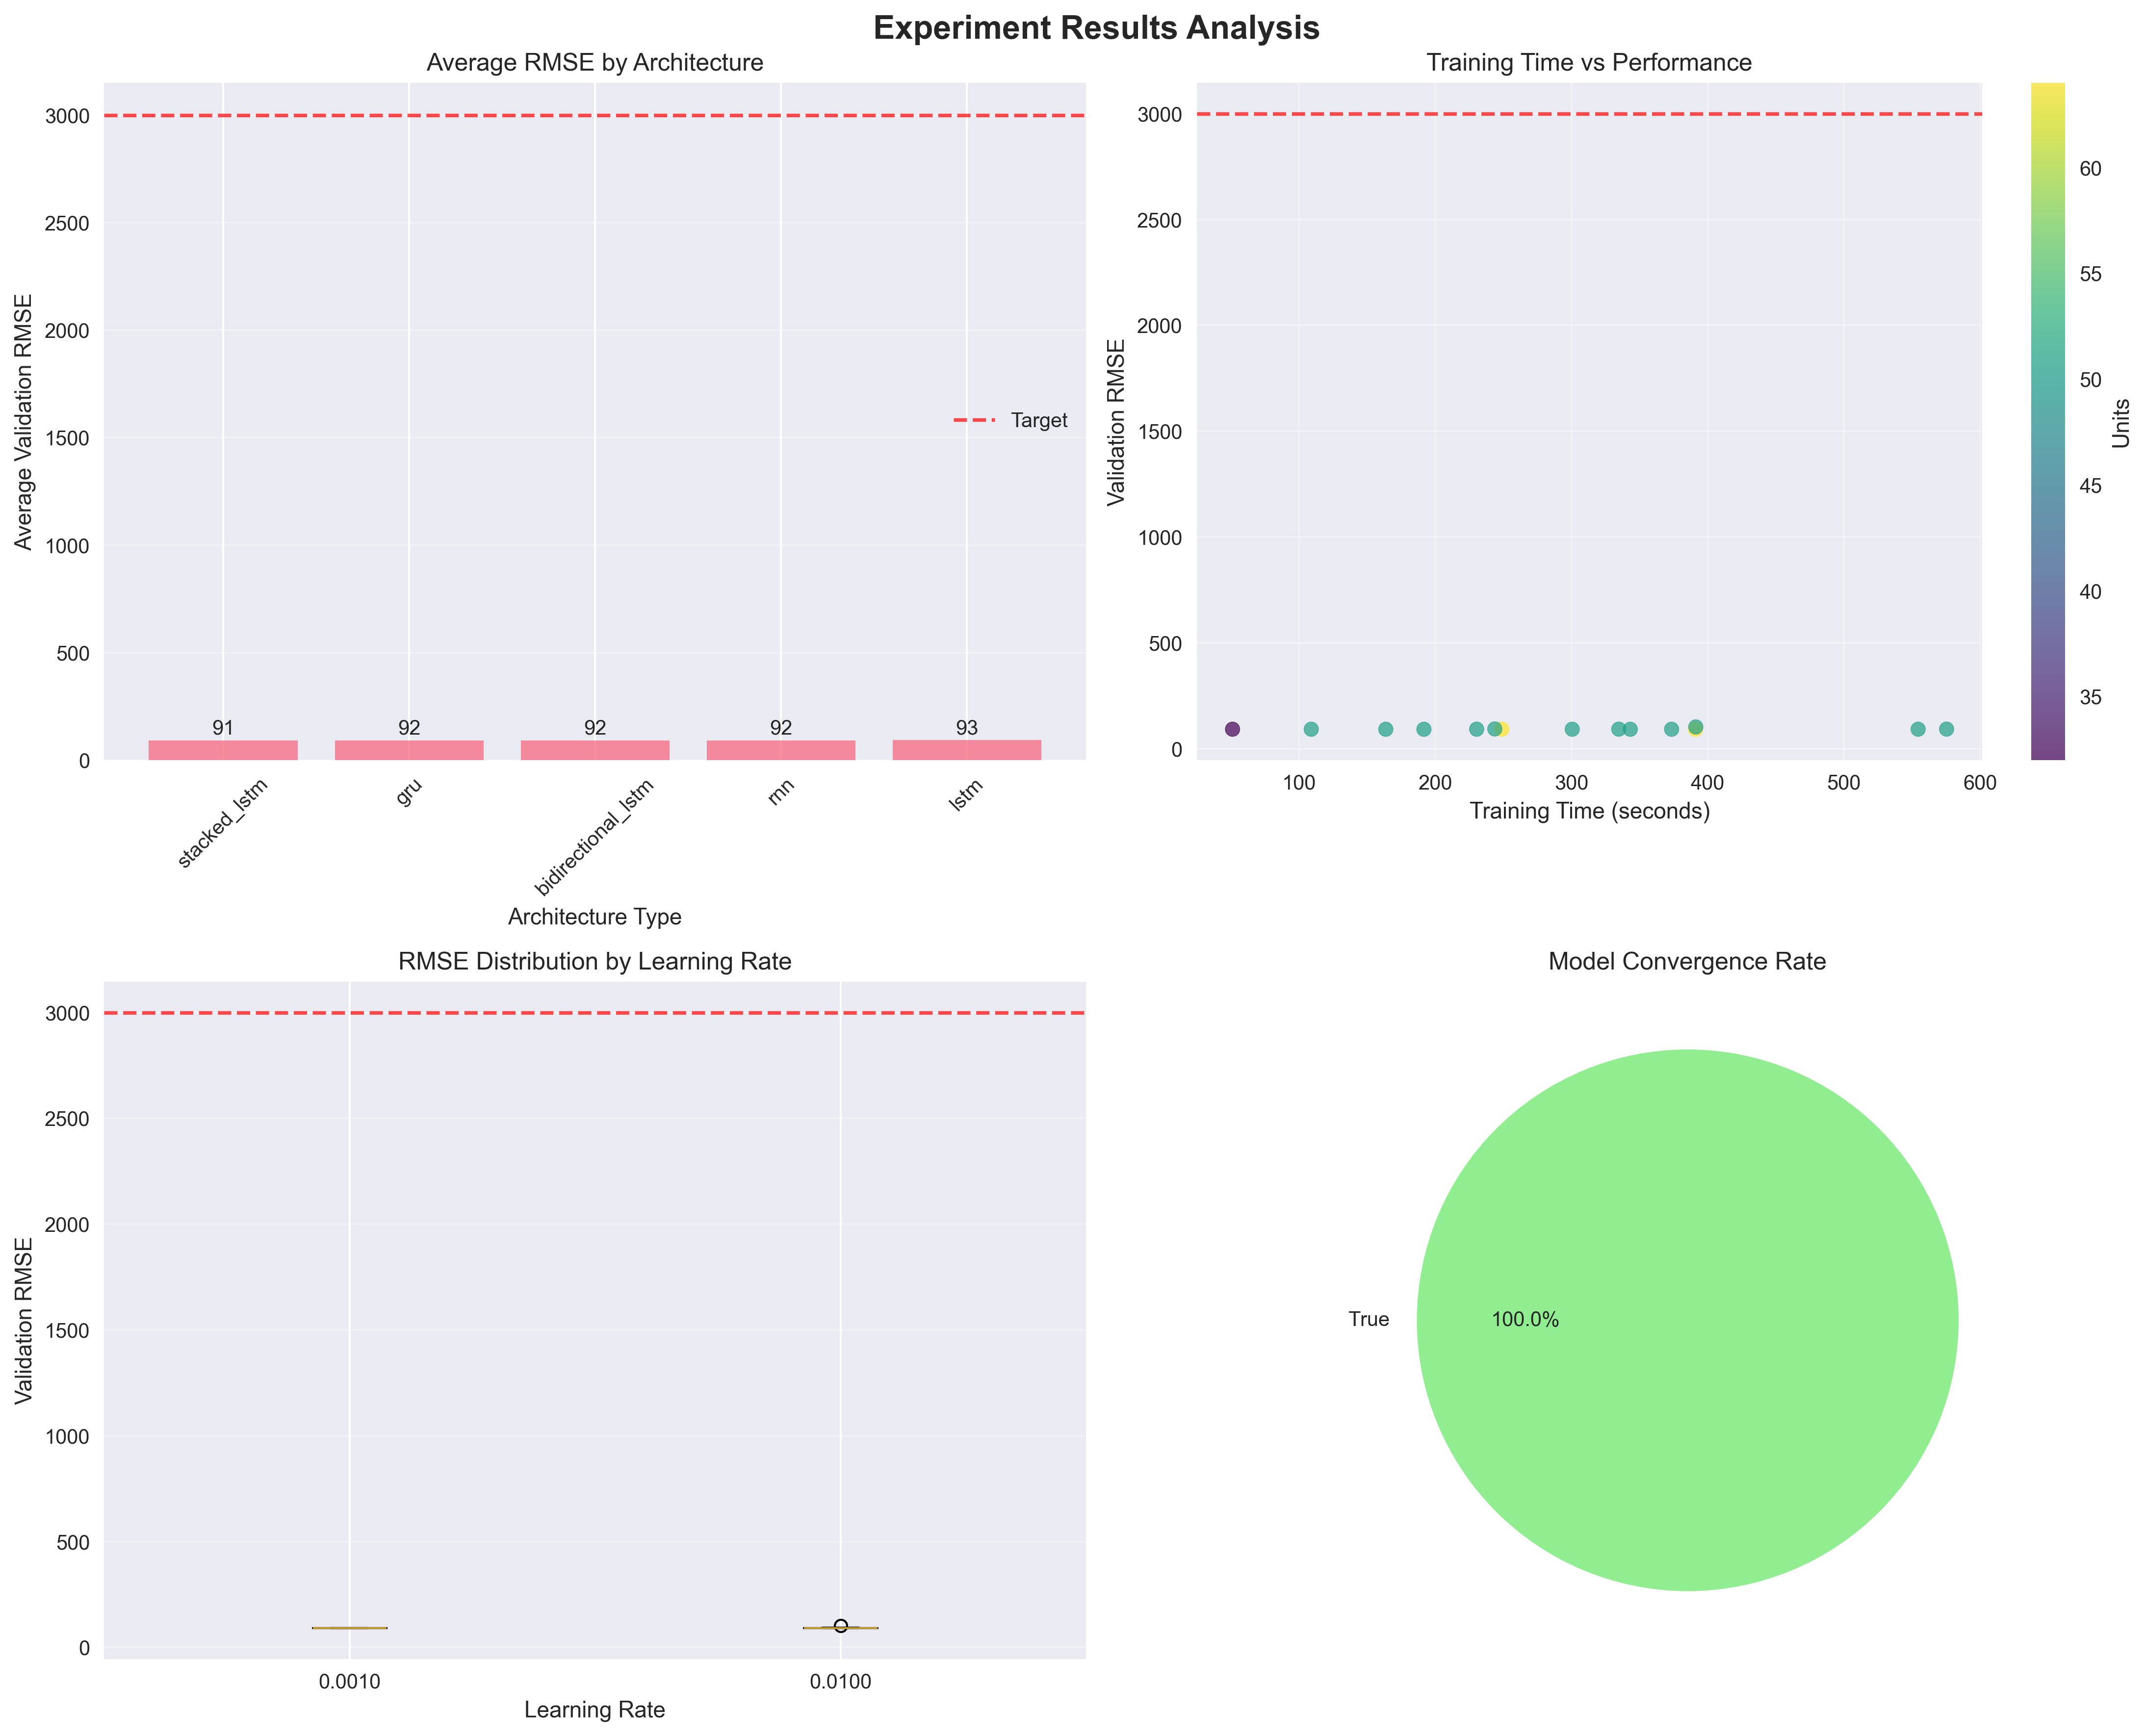 Experiment Results Analysis
Average RMSE by Architecture
Average Validation RMSE
3000
2500
2000
1500
1000
500
0
Target
91
92
92
92
93
stacked_lstm
gru
bidirectional_lstm
rnn
lstm
Architecture Type
Training Time vs Performance
Validation RMSE
3000
2500
2000
1500
1000
500
0
100
200
300
400
500
600
Training Time (seconds)
60
55
50
45
40
35
Units
RMSE Distribution by Learning Rate
Validation RMSE
3000
2500
2000
1500
1000
500
0
0.0010
0.0100
Learning Rate
Model Convergence Rate
True
100.0%